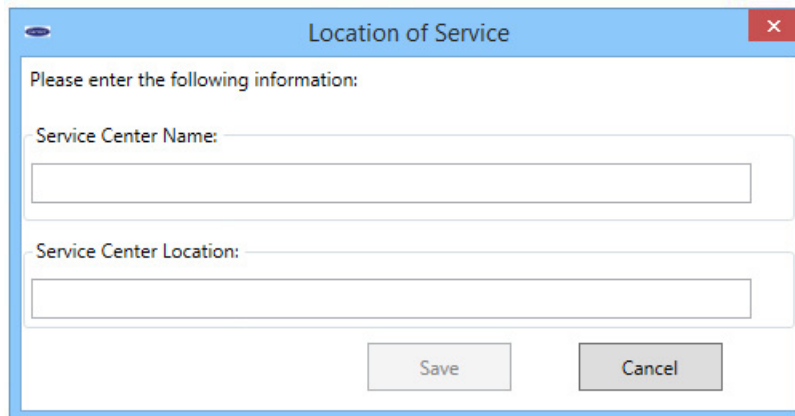 Location of Service
Please enter the following information:
Service Center Name:
Service Center Location:
Save
Cancel